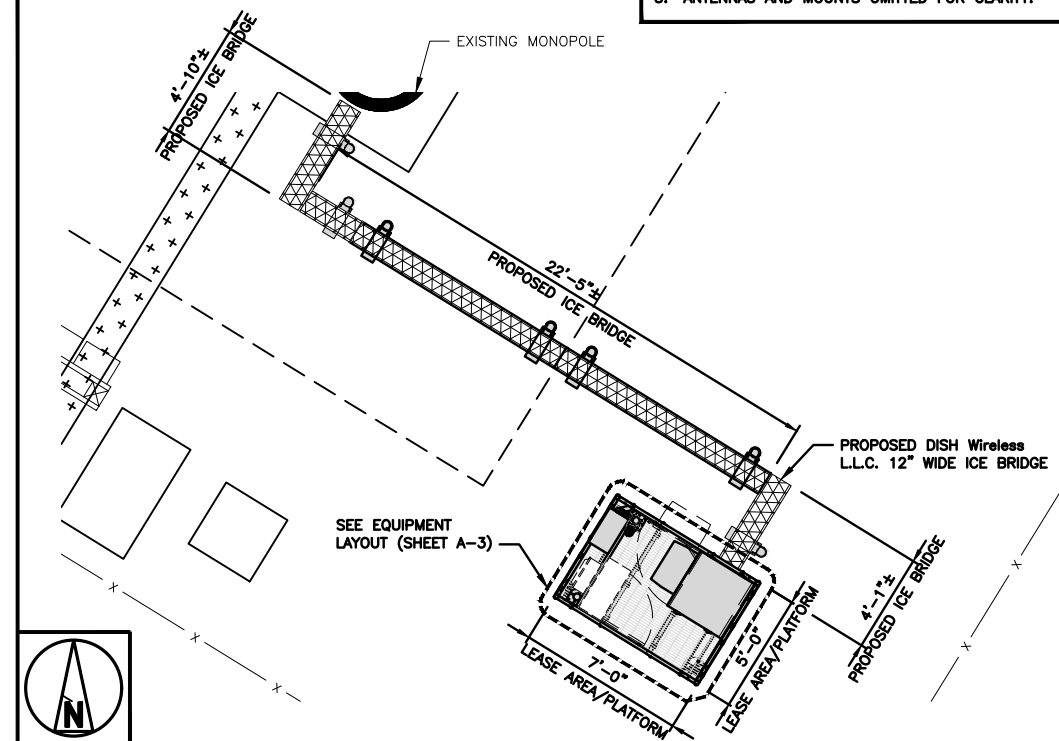 3. ANTENNAS AND MOUNTS OMITTED FOR CLARITY.
EXISTING MONOPOLE
4'-10"±
PROPOSED ICE BRIDGE
22'-5"±
PROPOSED ICE BRIDGE
PROPOSED DISH Wireless
L.L.C. 12" WIDE ICE BRIDGE
SEE EQUIPMENT
LAYOUT (SHEET A-3)
4'-1"±
PROPOSED ICE BRIDGE
5'-0"
LEASE AREA/PLATFORM
7'-0"
LEASE AREA/PLATFORM
X
X
X
X
X
N